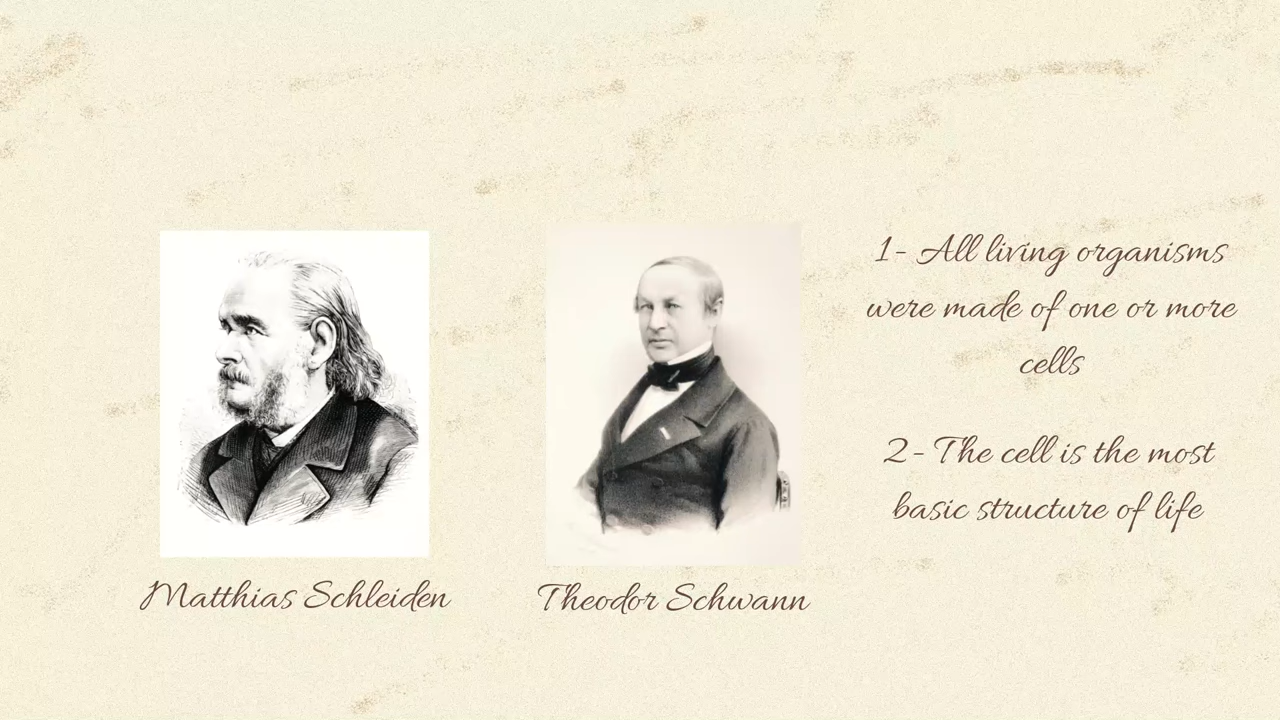 1- All living organisms
were made of one or more
cells
2- The cell is the most
basic structure of life
Matthias Schleiden
Theodor Schwann